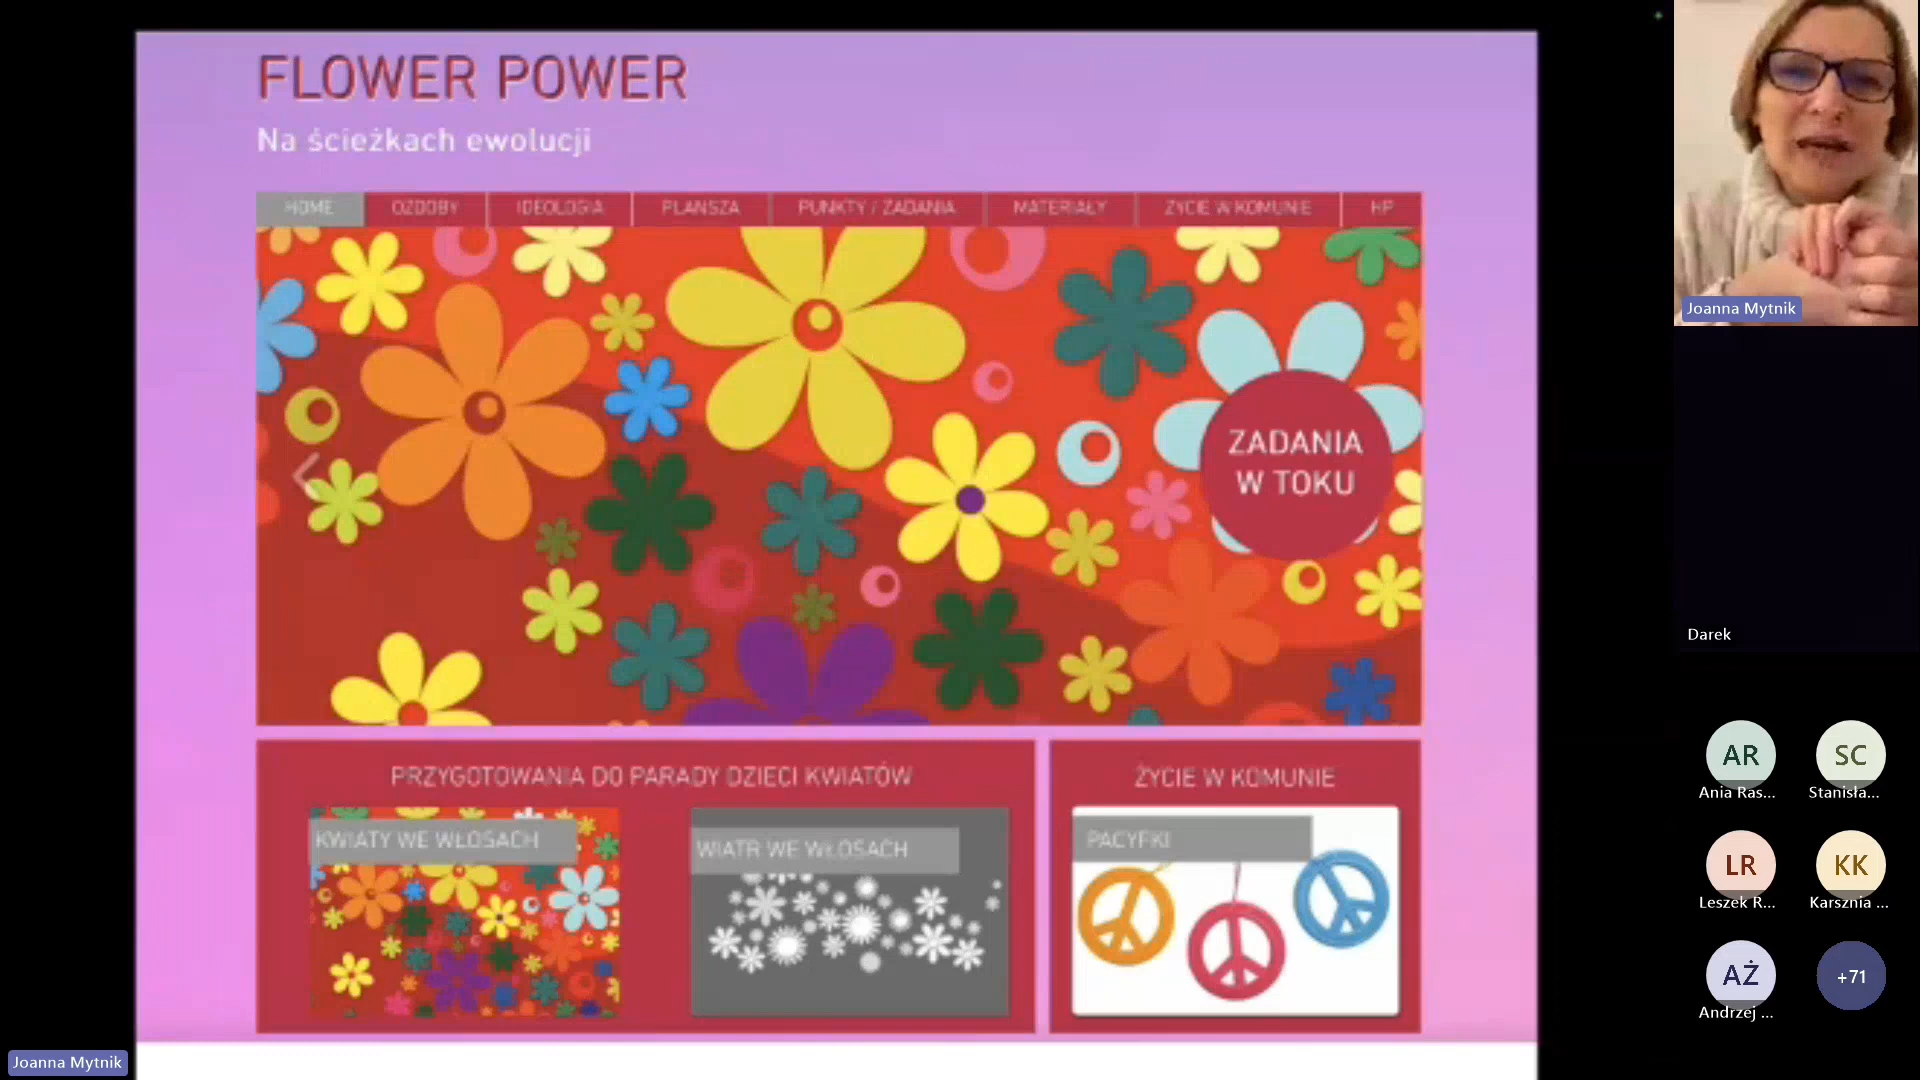 FLOWER POWER
Na ścieżkach ewolucji
HOME OZDOBY IDEOLOGIA PLANSZA PUNKTY / ZADANIA MATERIAŁY ŻYCIE W KOMUNIE HP
ZADANIA
W TOKU
PRZYGOTOWANIA DO PARADY DZIECI KWIATÓW
KWIATY WE WŁOSACH
WIATR WE WŁOSACH
ŻYCIE W KOMUNIE
PACYFKI
Joanna Mytnik
Joanna Mytnik
Darek
AR
Ania Ras...
SC
Stanisła...
LR
Leszek R...
KK
Karsznia ...
AŻ
Andrzej ...
+71